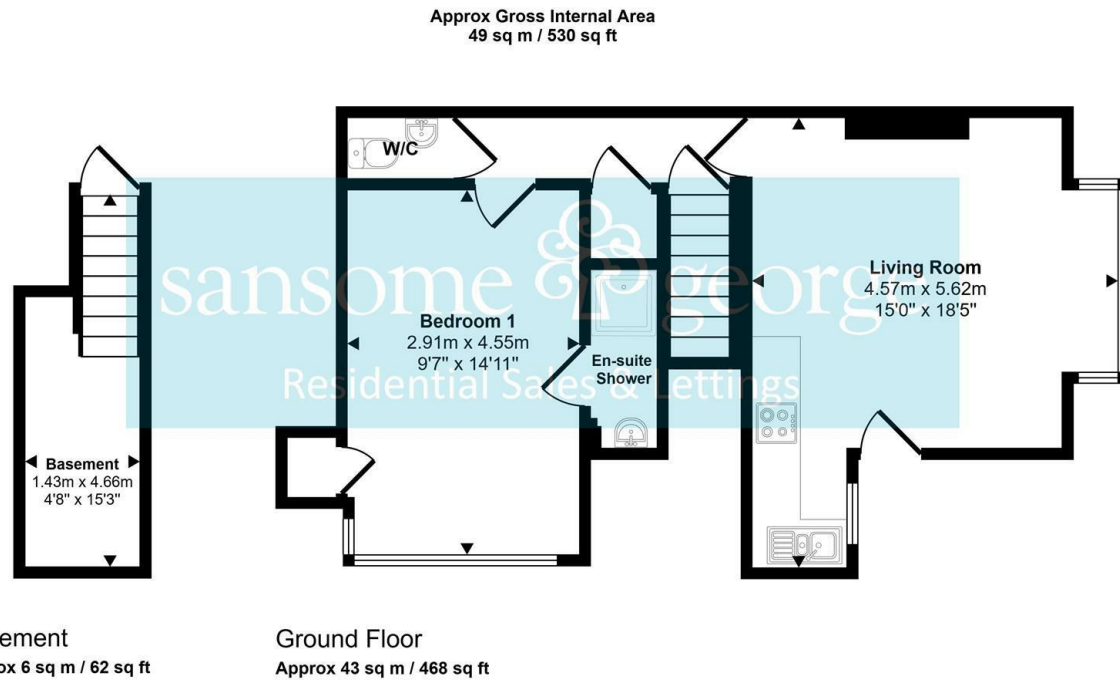 Approx Gross Internal Area
49 sq m / 530 sq ft
W/C
sansome georg
Living Room
4.57m x 5.62m
15'0" x 18'5"
Bedroom 1
2.91m x 4.55m
9'7" x 14'11"
En-suite
Shower
Residential Sales & Lettings
Basement
1.43m x 4.66m
4'8" x 15'3"
ement
ox 6 sq m / 62 sq ft
Ground Floor
Approx 43 sq m / 468 sq ft